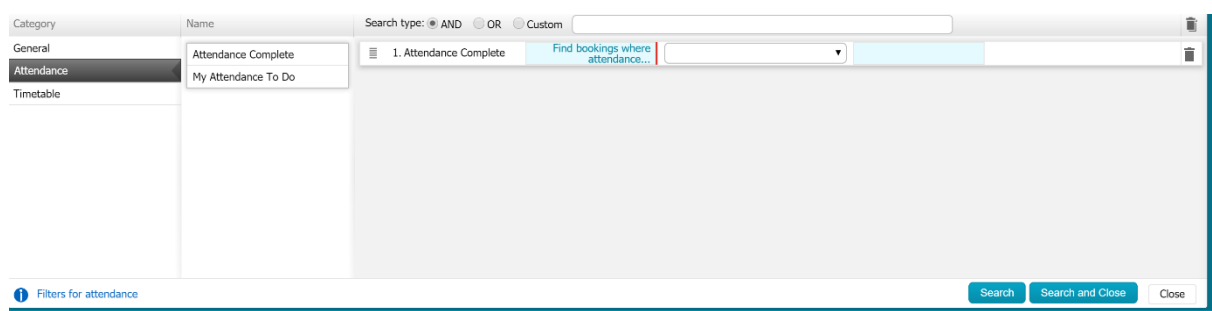 Category
Name
Search type: AND OR Custom
General
Attendance
Timetable
Attendance Complete
My Attendance To Do
1. Attendance Complete
Find bookings where
attendance...
Filters for attendance
Search
Search and Close
Close